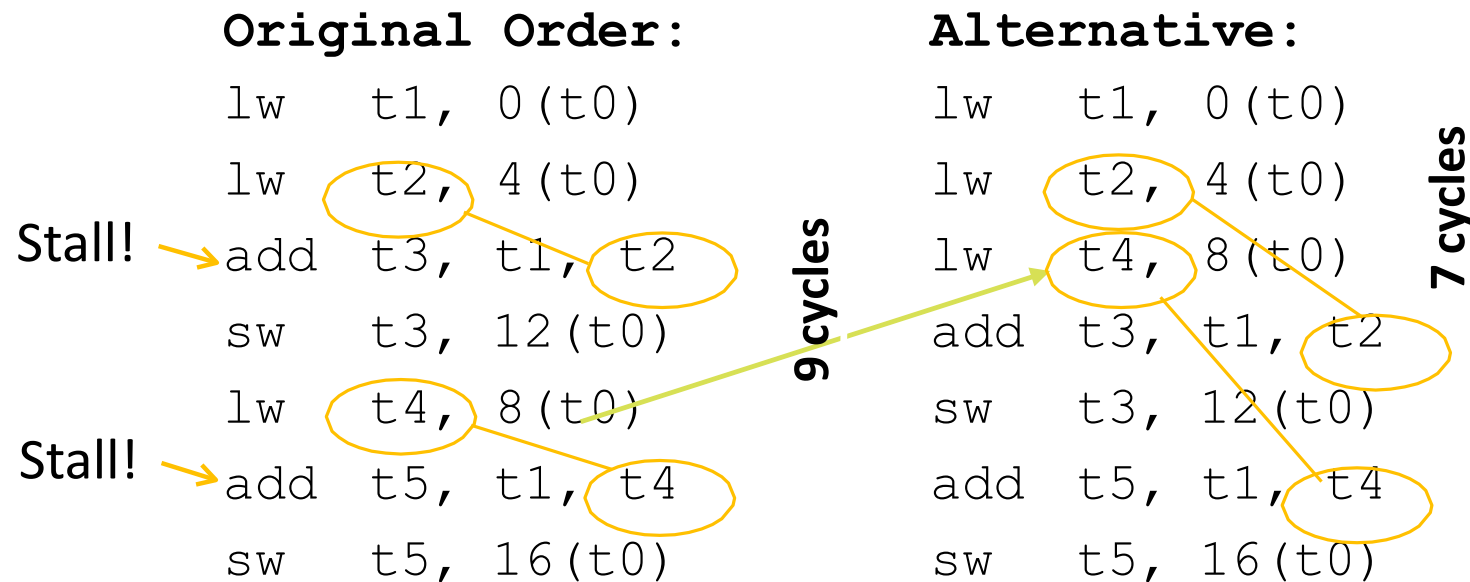 Original Order:
lw t1, 0(t0)
lw t2, 4(t0)
Stall!
add t3, t1, t2
sw t3, 12(t0)
lw t4, 8(t0)
Stall!
add t5, t1, t4
sw t5, 16(t0)
9 cycles
Alternative:
lw t1, 0(t0)
lw t2, 4(t0)
lw t4, 8(t0)
add t3, t1, t2
sw t3, 12(t0)
add t5, t1, t4
sw t5, 16(t0)
7 cycles